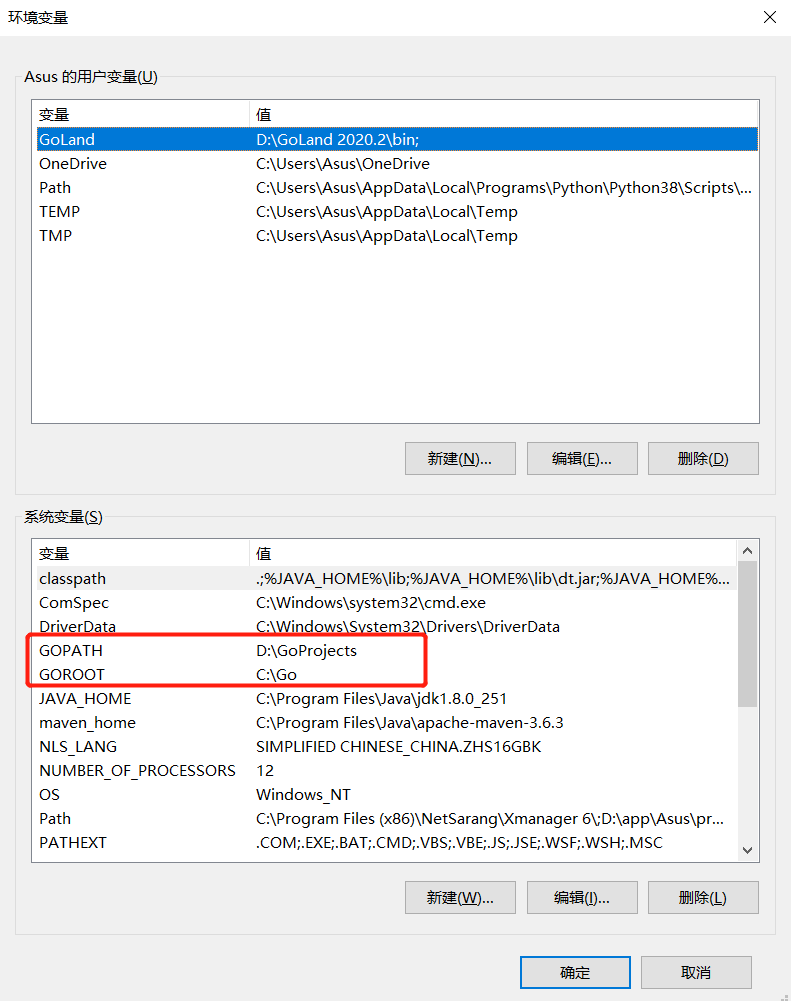 环境变量
Asus 的用户变量(U)
变量 值
GoLand D:\GoLand 2020.2\bin;
OneDrive C:\Users\Asus\OneDrive
Path C:\Users\Asus\AppData\Local\Programs\Python\Python38\Scripts\...
TEMP C:\Users\Asus\AppData\Local\Temp
TMP C:\Users\Asus\AppData\Local\Temp
新建(N)... 编辑(E)... 删除(D)
系统变量(S)
变量 值
classpath .;%JAVA_HOME%\lib;%JAVA_HOME%\lib\dt.jar;%JAVA_HOME%...
ComSpec C:\Windows\system32\cmd.exe
DriverData C:\Windows\System32\Drivers\DriverData
GOPATH D:\GoProjects
GOROOT C:\Go
JAVA_HOME C:\Program Files\Java\jdk1.8.0_251
maven_home C:\Program Files\Java\apache-maven-3.6.3
NLS_LANG SIMPLIFIED CHINESE_CHINA.ZHS16GBK
NUMBER_OF_PROCESSORS 12
OS Windows_NT
Path C:\Program Files (x86)\NetSarang\Xmanager 6\;D:\app\Asus\pr...
PATHEXT .COM;.EXE;.BAT;.CMD;.VBS;.VBE;.JS;.JSE;.WSF;.WSH;.MSC
新建(W)... 编辑(I)... 删除(L)
确定 取消